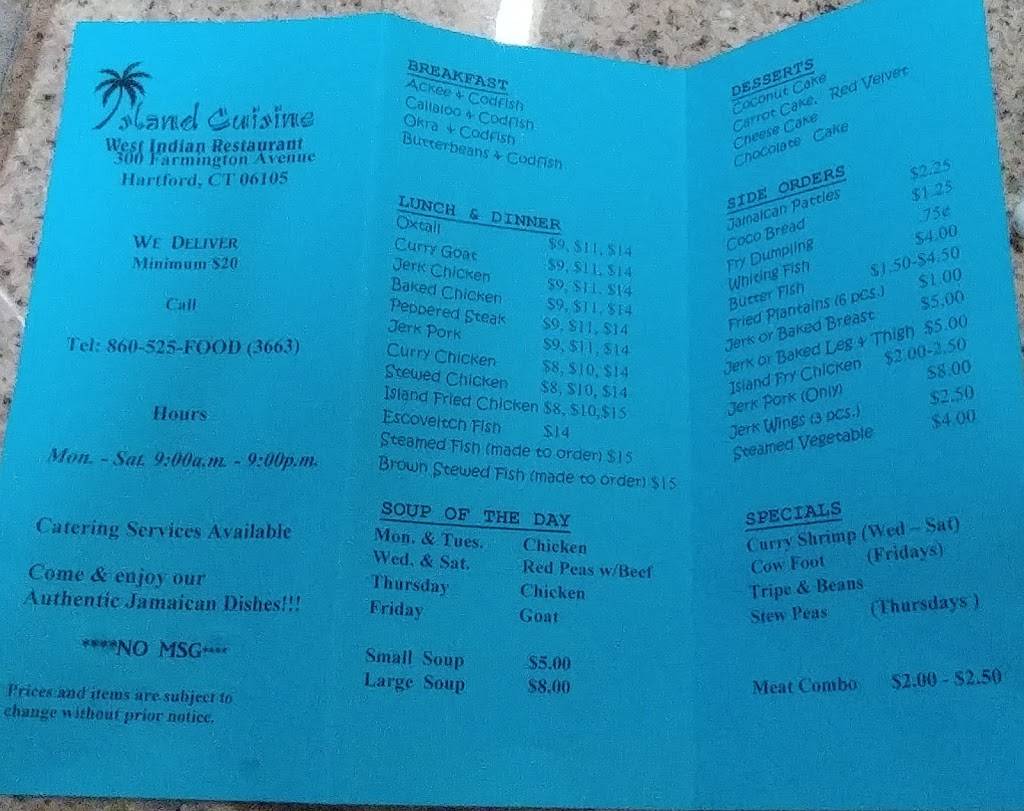 Island Cuisine
West Indian Restaurant
300 Farmington Avenue
Hartford, CT 06105
WE DELIVER
Minimum $20
Call
Tel: 860-525-FOOD (3663)
Hours
Mon. - Sat. 9:00a.m. - 9:00p.m.
Catering Services Available
Come & enjoy our
Authentic Jamaican Dishes!!!
****NO MSG****
Prices and items are subject to
change without prior notice.
BREAKFAST
Ackee & Codfish
Callaloo & Codfish
Okra & Codfish
Butterbeans & Codfish
LUNCH & DINNER
Oxtail $9, $11, $14
Curry Goat $9, $11, $14
Jerk Chicken $9, $11, $14
Baked Chicken $9, $11, $14
Peppered Steak $9, $11, $14
Jerk Pork $9, $11, $14
Curry Chicken $8, $10, $14
Stewed Chicken $8, $10, $14
Island Fried Chicken $8, $10,$15
Escoveitch Fish $14
Steamed Fish (made to order) $15
Brown Stewed Fish (made to order) $15
SOUP OF THE DAY
Mon. & Tues. Chicken
Wed. & Sat. Red Peas w/Beef
Thursday Chicken
Friday Goat
Small Soup $5.00
Large Soup $8.00
DESSERTS
Coconut Cake
Carrot Cake, Red Velvet
Cheese Cake
Chocolate Cake
SIDE ORDERS
Jamaican Patties $2.25
Coco Bread $1.25
Fry Dumpling .75¢
Whiting Fish $4.00
Butter Fish $1.50-$4.50
Fried Plantains (6 pcs.) $1.00
Jerk or Baked Breast $5.00
Jerk or Baked Leg & Thigh $5.00
Island Fry Chicken $2.00-2.50
Jerk Pork (Only) $8.00
Jerk Wings (3 pcs.) $2.50
Steamed Vegetable $4.00
SPECIALS
Curry Shrimp (Wed - Sat)
Cow Foot (Fridays)
Tripe & Beans
Stew Peas (Thursdays )
Meat Combo $2.00 - $2.50